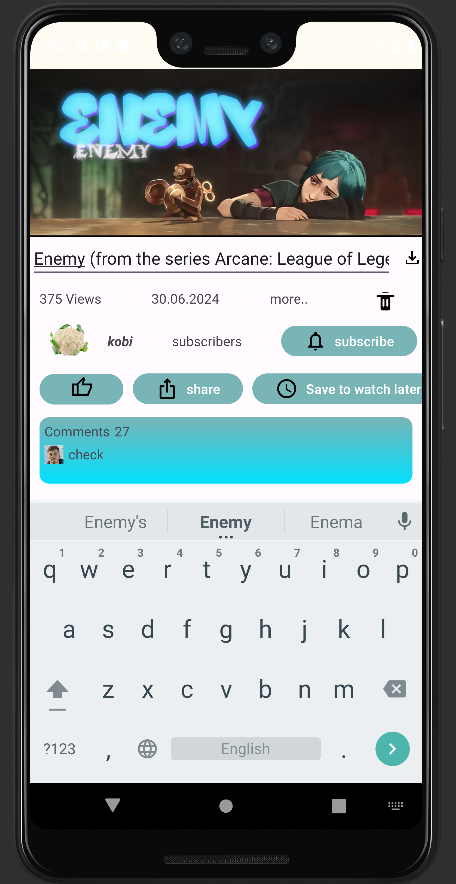 ENEMY
ENEMY
Enemy (from the series Arcane: League of Lege
375 Views 30.06.2024 more..
kobi subscribers subscribe
share Save to watch later
Comments 27
check
Enemy's Enemy Enema
1 2 3 4 5 6 7 8 9 0
q w e r t y u i o p
a s d f g h j k l
z x c v b n m
?123 , English .